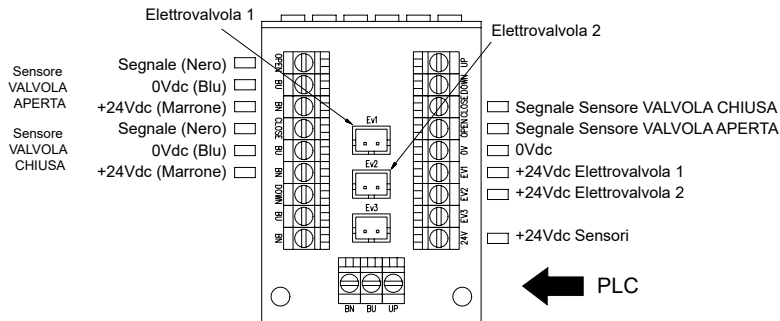 Elettrovalvola 1
Elettrovalvola 2
Sensore
VALVOLA
APERTA
Segnale (Nero)
0Vdc (Blu)
+24Vdc (Marrone)
Sensore
VALVOLA
CHIUSA
Segnale (Nero)
0Vdc (Blu)
+24Vdc (Marrone)
OPEN
BU
BN
CLOSE
BU
BN
DOWN
BU
BN
Ev1
Ev2
Ev3
UP
DOWN
CLOSE
OPEN
0V
EV1
EV2
EV3
24V
Segnale Sensore VALVOLA CHIUSA
Segnale Sensore VALVOLA APERTA
0Vdc
+24Vdc Elettrovalvola 1
+24Vdc Elettrovalvola 2
+24Vdc Sensori
PLC
BN BU UP